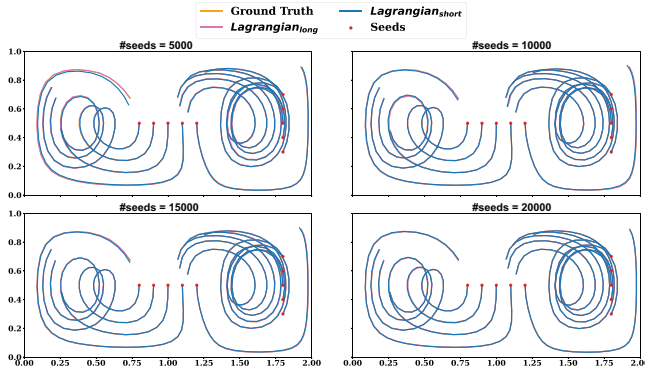 Ground Truth
Lagrangian_short
Lagrangian_long
Seeds
#seeds = 5000
#seeds = 10000
1.0
0.8
0.6
0.4
0.2
0.0
#seeds = 15000
#seeds = 20000
1.0
0.8
0.6
0.4
0.2
0.0
0.00 0.25 0.50 0.75 1.00 1.25 1.50 1.75 2.00
0.00 0.25 0.50 0.75 1.00 1.25 1.50 1.75 2.00